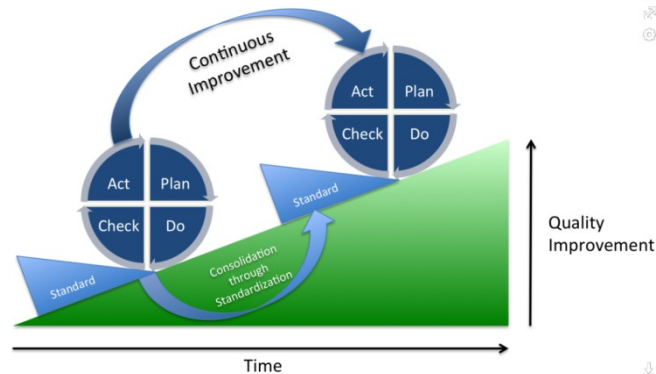 Continuous
Improvement
Act
Plan
Check
Do
Standard
Act
Plan
Check
Do
Standard
Consolidation
through
Standardization
Quality
Improvement
Time